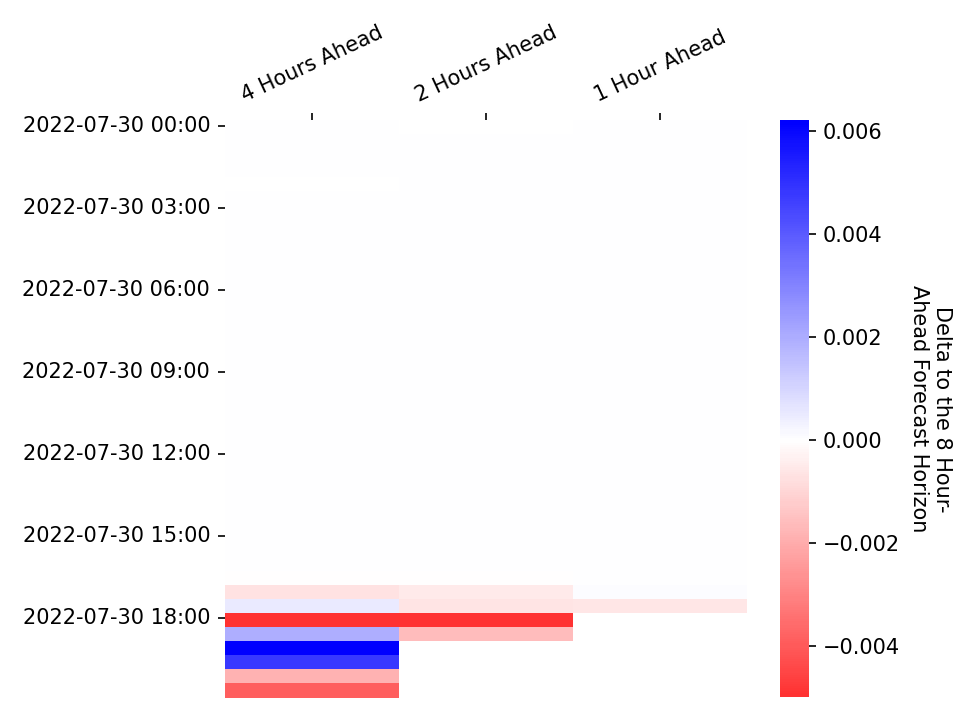 4 Hours Ahead
2 Hours Ahead
1 Hour Ahead
2022-07-30 00:00
2022-07-30 03:00
2022-07-30 06:00
2022-07-30 09:00
2022-07-30 12:00
2022-07-30 15:00
2022-07-30 18:00
0.006
0.004
0.002
0.000
−0.002
−0.004
Delta to the 8 Hour-
Ahead Forecast Horizon